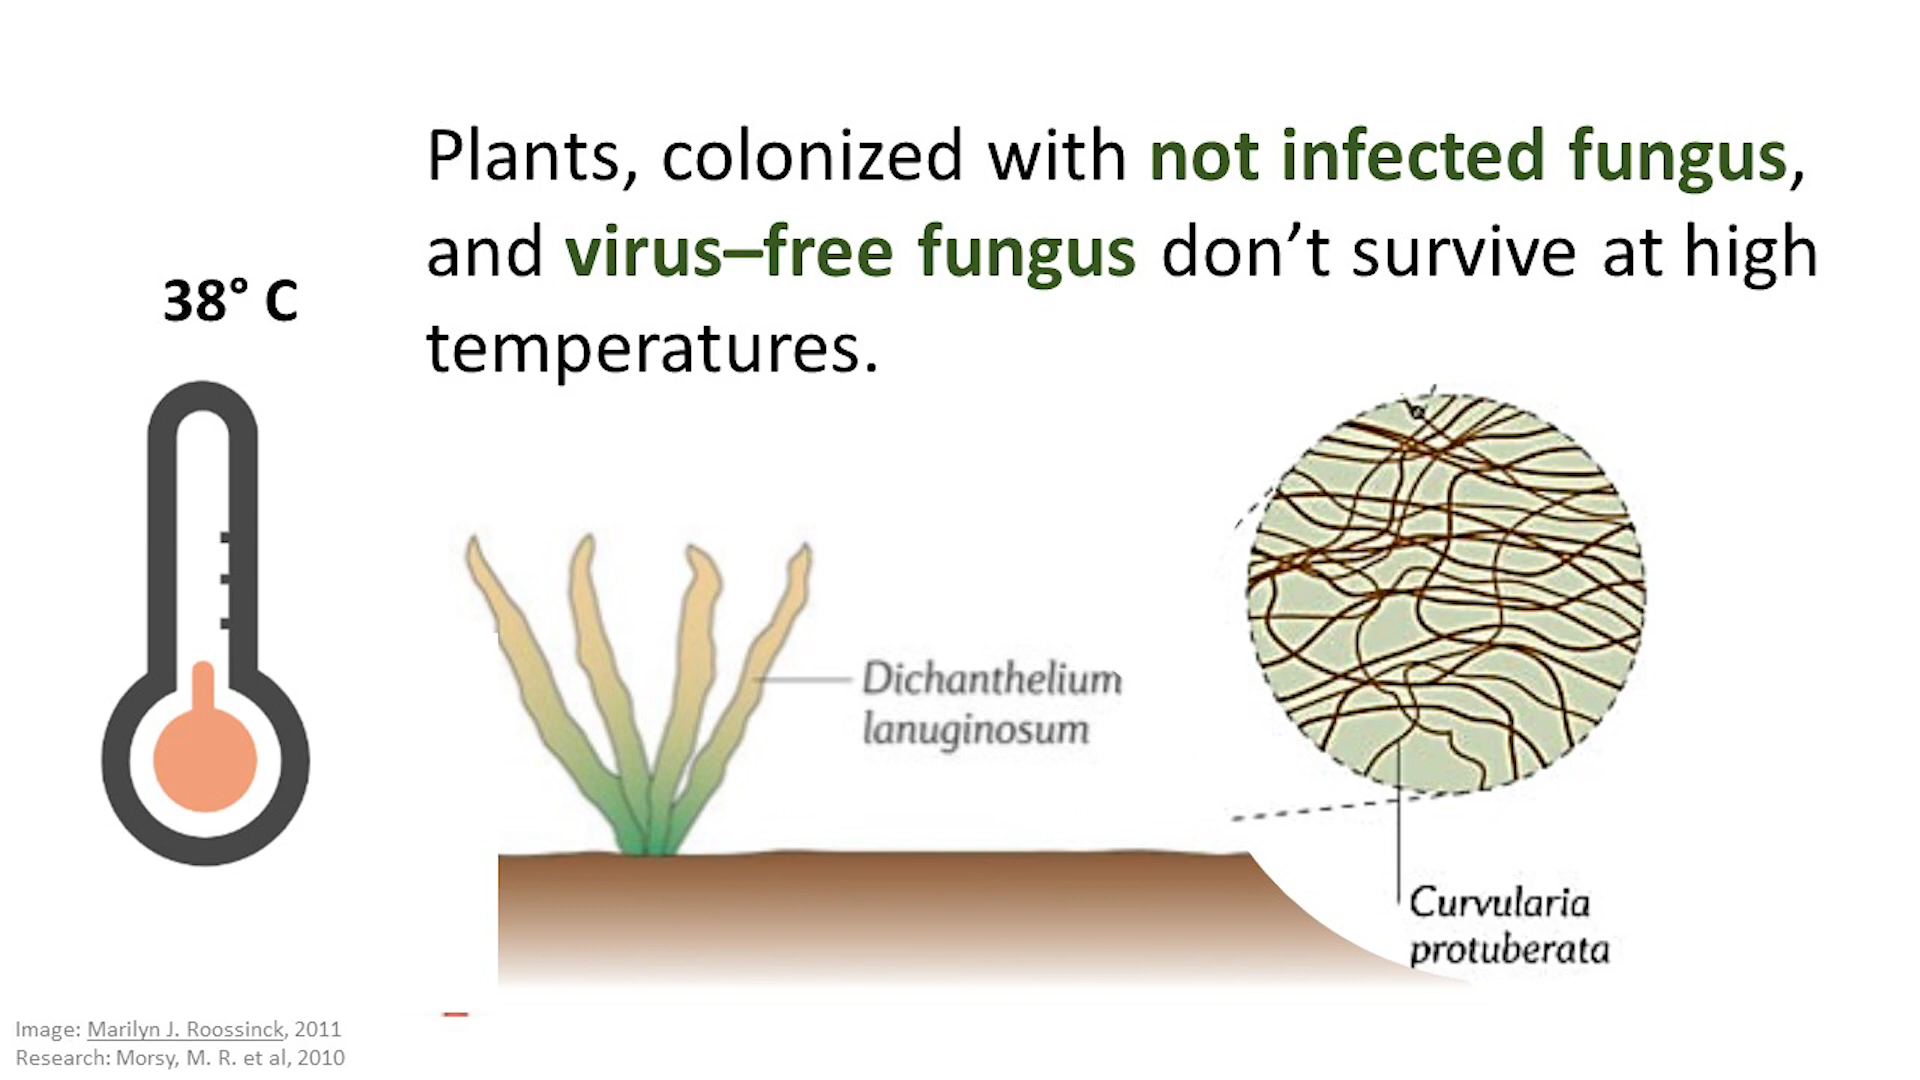 Plants, colonized with not infected fungus,
and virus–free fungus don’t survive at high
temperatures.
38° C
Dichanthelium
lanuginosum
Curvularia
protuberata
Image: Marilyn J. Roossinck, 2011
Research: Morsy, M. R. et al, 2010